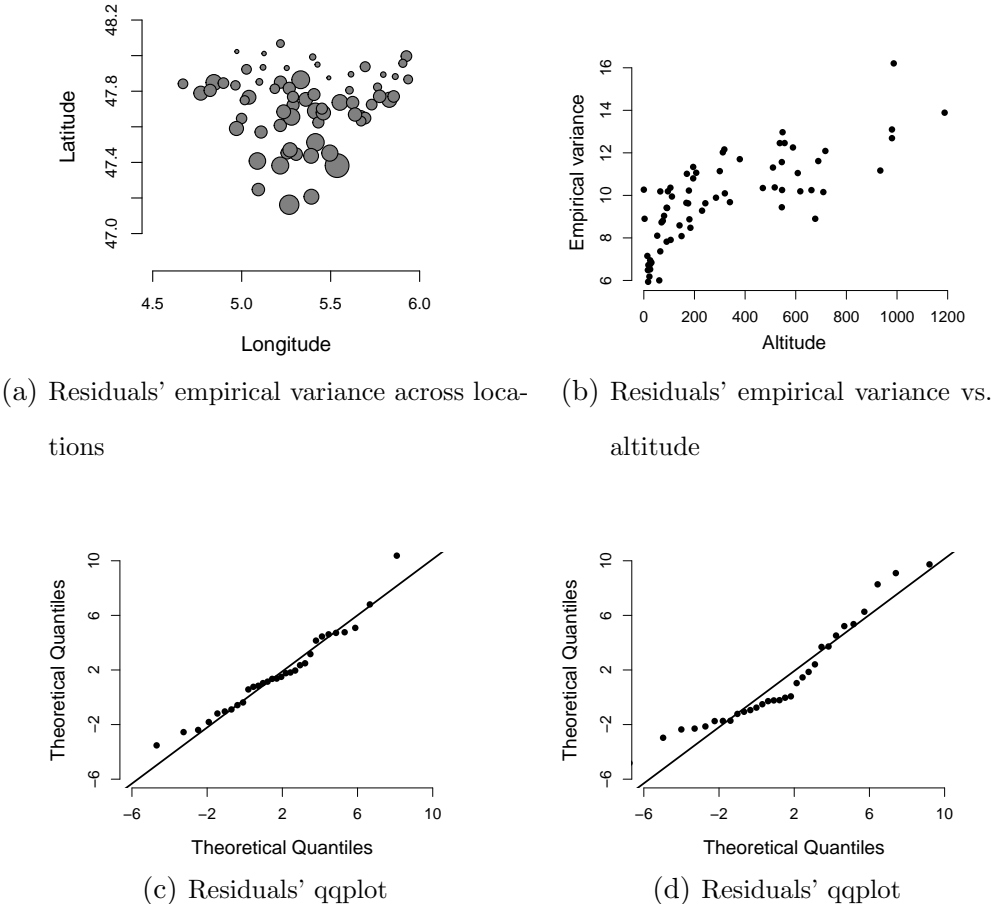 48.2
47.8
47.4
47.0
Latitude
4.5 5.0 5.5 6.0
Longitude
(a) Residuals' empirical variance across loca-
tions
16
14
12
10
8
6
Empirical variance
0 200 400 600 800 1000 1200
Altitude
(b) Residuals' empirical variance vs.
altitude
10
6
2
−2
−6
Theoretical Quantiles
−6 −2 2 6 10
Theoretical Quantiles
(c) Residuals' qqplot
10
6
2
−2
−6
Theoretical Quantiles
−6 −2 2 6 10
Theoretical Quantiles
(d) Residuals' qqplot